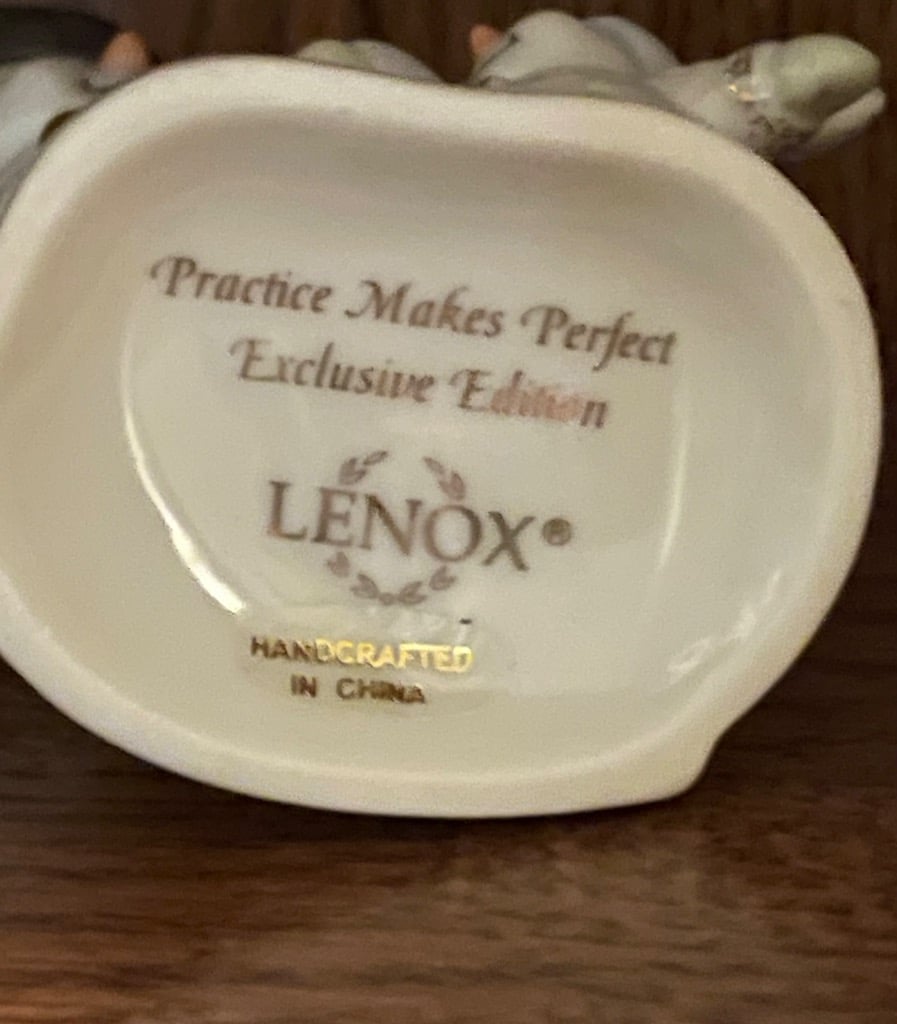 Practice Makes Perfect
Exclusive Edition
LENOX®
HANDCRAFTED
IN CHINA